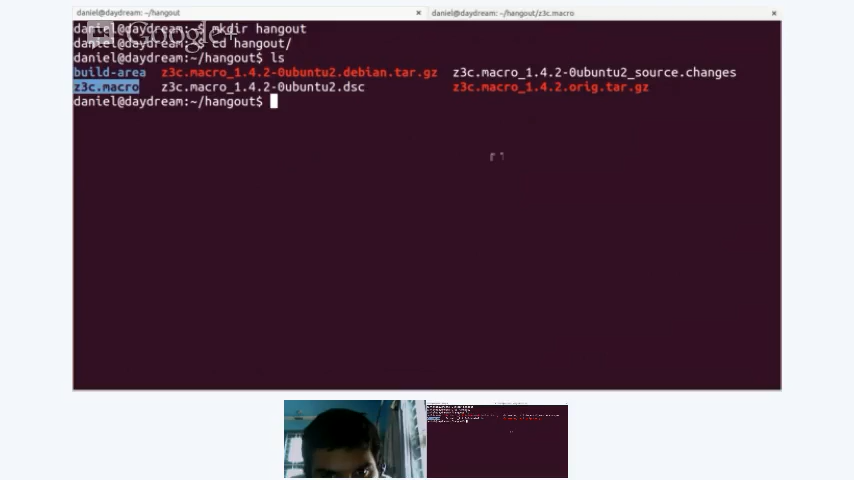 daniel@daydream: ~/hangout × daniel@daydream: ~/hangout/z3c.macro ×
daniel@daydream:~$ mkdir hangout
Google+
daniel@daydream:~$ cd hangout/
daniel@daydream:~/hangout$ ls
build-area z3c.macro_1.4.2-0ubuntu2.debian.tar.gz z3c.macro_1.4.2-0ubuntu2_source.changes
z3c.macro z3c.macro_1.4.2-0ubuntu2.dsc z3c.macro_1.4.2.orig.tar.gz
daniel@daydream:~/hangout$